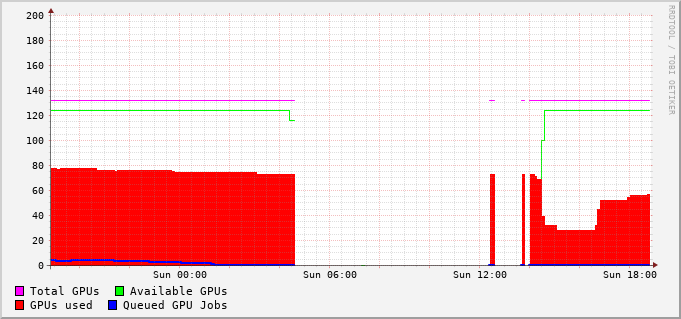 200
180
160
140
120
100
80
60
40
20
0
Sun 00:00 Sun 06:00 Sun 12:00 Sun 18:00
Total GPUs Available GPUs
GPUs used Queued GPU Jobs
RRDTOOL / TOBI OETIKER